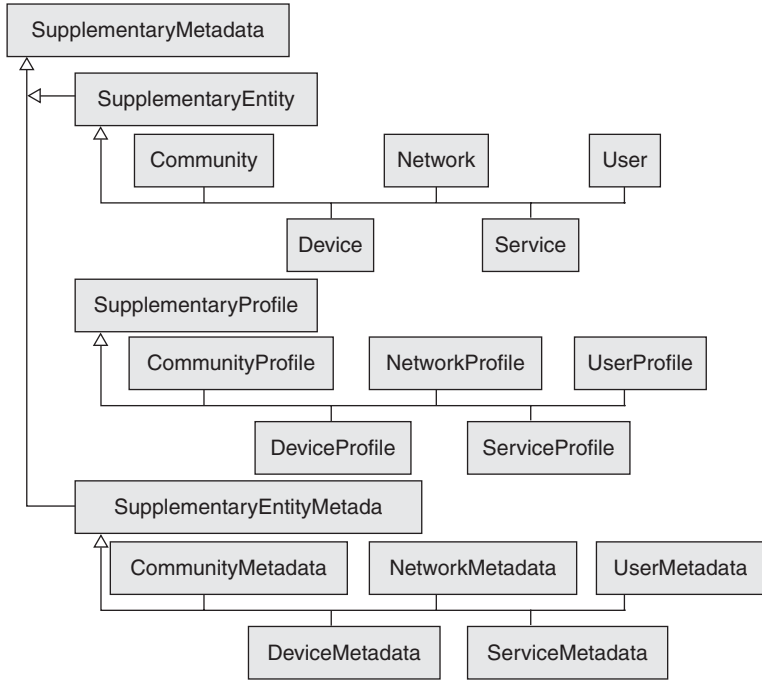 SupplementaryMetadata
SupplementaryEntity
Community
Network
User
Device
Service
SupplementaryProfile
CommunityProfile
NetworkProfile
UserProfile
DeviceProfile
ServiceProfile
SupplementaryEntityMetada
CommunityMetadata
NetworkMetadata
UserMetadata
DeviceMetadata
ServiceMetadata